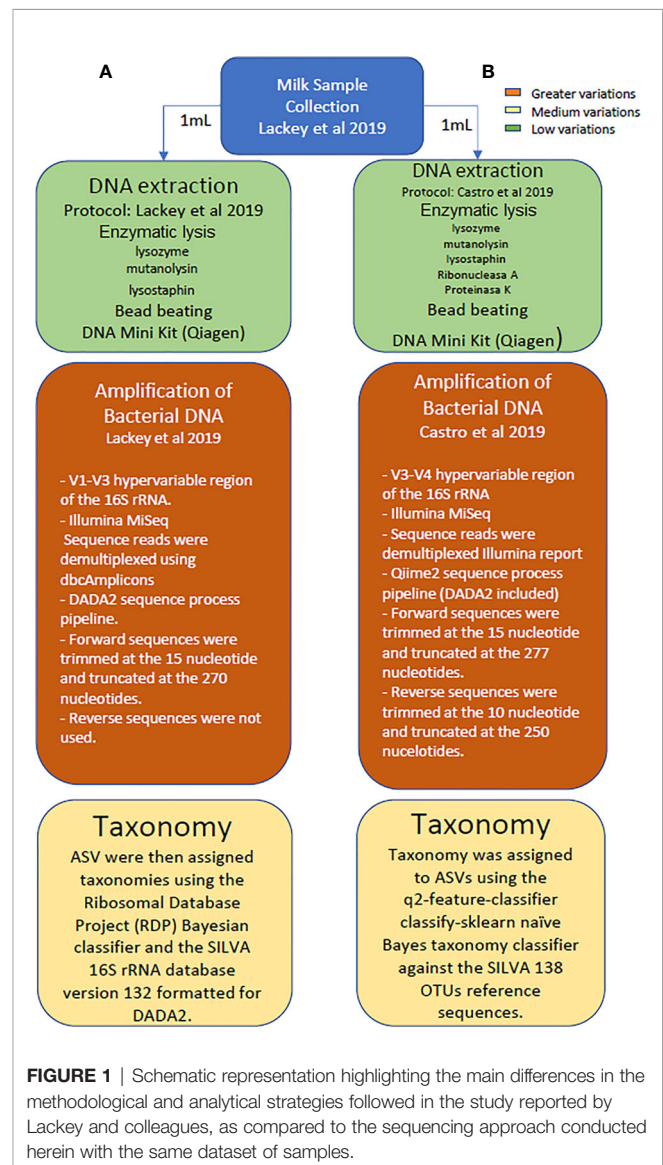 A
B
Milk Sample
Collection
Lackey et al 2019
Greater variations
Medium variations
Low variations
1mL
1mL
DNA extraction
Protocol: Lackey et al 2019
Enzymatic lysis
lysozyme
mutanolysin
lysostaphin
Bead beating
DNA Mini Kit (Qiagen)
DNA extraction
Protocol: Castro et al 2019
Enzymatic lysis
lysozyme
mutanolysin
lysostaphin
Ribonucleasa A
Proteinasa K
Bead beating
DNA Mini Kit (Qiagen)
Amplification of
Bacterial DNA
Lackey et al 2019
- V1-V3 hypervariable region
of the 16S rRNA.
- Illumina MiSeq
Sequence reads were
demultiplexed using
dbcAmplicons
- DADA2 sequence process
pipeline.
- Forward sequences were
trimmed at the 15 nucleotide
and truncated at the 270
nucleotides.
- Reverse sequences were not
used.
Amplification of
Bacterial DNA
Castro et al 2019
- V3-V4 hypervariable region
of the 16S rRNA
- Illumina MiSeq
- Sequence reads were
demultiplexed Illumina report
- Qiime2 sequence process
pipeline (DADA2 included)
- Forward sequences were
trimmed at the 15 nucleotide
and truncated at the 277
nucleotides.
- Reverse sequences were
trimmed at the 10 nucleotide
and truncated at the 250
nucelotides.
Taxonomy
ASV were then assigned
taxonomies using the
Ribosomal Database
Project (RDP) Bayesian
classifier and the SILVA
16S rRNA database
version 132 formatted for
DADA2.
Taxonomy
Taxonomy was assigned
to ASVs using the
q2-feature-classifier
classify-sklearn naïve
Bayes taxonomy classifier
against the SILVA 138
OTUs reference
sequences.
FIGURE 1 | Schematic representation highlighting the main differences in the
methodological and analytical strategies followed in the study reported by
Lackey and colleagues, as compared to the sequencing approach conducted
herein with the same dataset of samples.